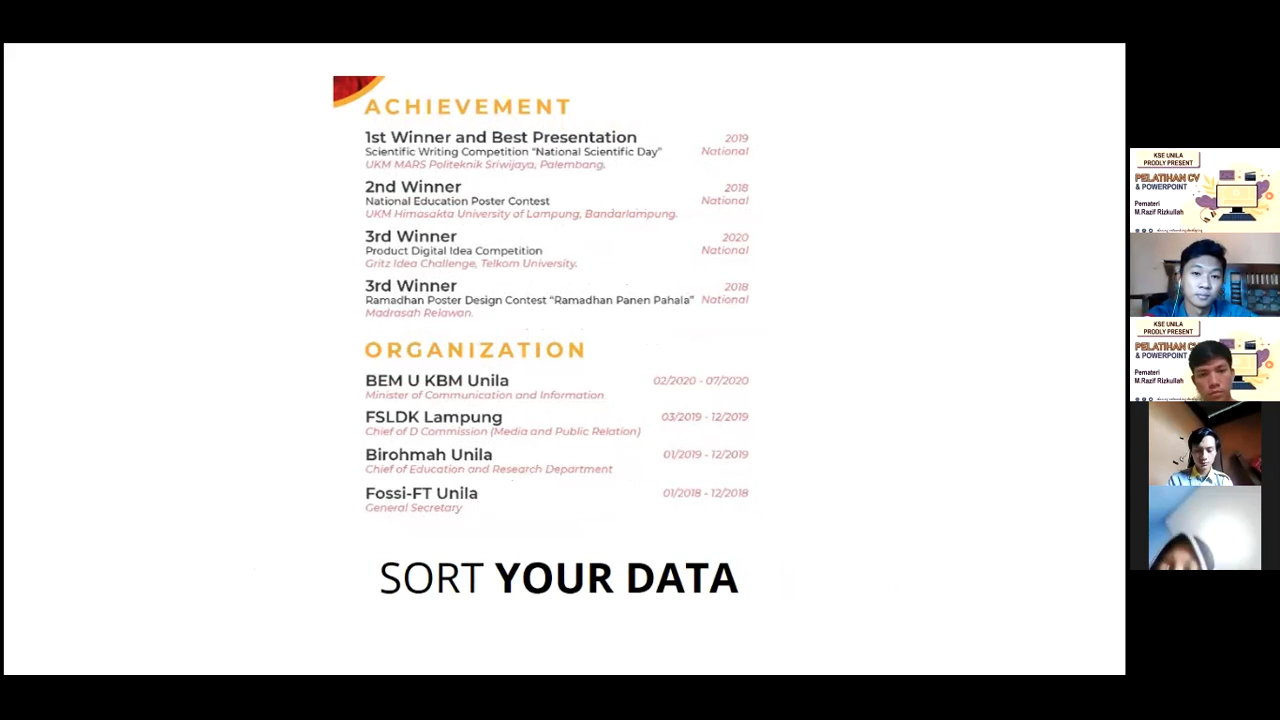 ACHIEVEMENT
1st Winner and Best Presentation
2019
Scientific Writing Competition “National Scientific Day”
National
UKM MARS Politeknik Sriwijaya, Palembang.
2nd Winner
2018
National Education Poster Contest
National
UKM Himasakta University of Lampung, Bandarlampung.
3rd Winner
2020
Product Digital Idea Competition
National
Gritz Idea Challenge, Telkom University.
3rd Winner
2018
Ramadhan Poster Design Contest “Ramadhan Panen Pahala”
National
Madrasah Relawan.
ORGANIZATION
BEM U KBM Unila
02/2020 - 07/2020
Minister of Communication and Information
FSLDK Lampung
03/2019 - 12/2019
Chief of D Commission (Media and Public Relation)
Birohmah Unila
01/2019 - 12/2019
Chief of Education and Research Department
Fossi-FT Unila
01/2018 - 12/2018
General Secretary
SORT YOUR DATA
KSE UNILA
PRODLY PRESENT
PELATIHAN CV
& POWERPOINT
Pemateri
M.Razif Rizkullah
KSE UNILA
PRODLY PRESENT
PELATIHAN C
& POWERPOINT
Pemateri
M.Razif Rizkullah